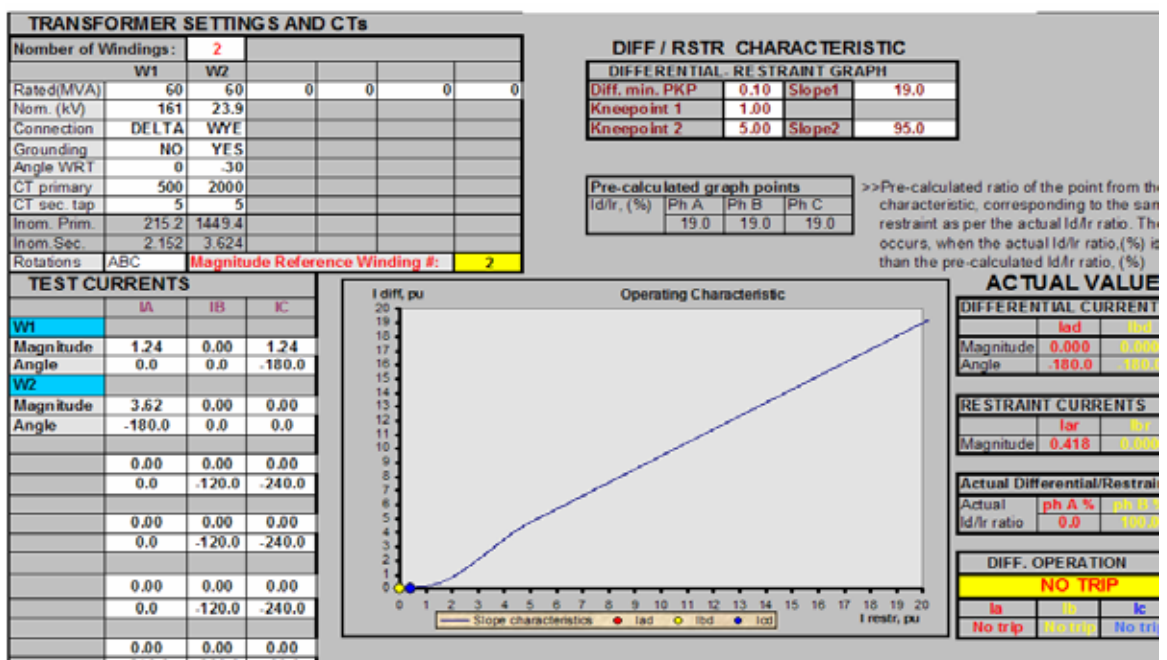 TRANSFORMER SETTINGS AND CTs
Nomber of Windings: 2
W1 W2
Rated(MVA) 60 60 0 0 0 0
Nom. (kV) 161 23.9
Connection DELTA WYE
Grounding NO YES
Angle WRT 0 -30
CT primary 500 2000
CT sec. tap 5 5
Inom. Prim. 215.2 1449.4
Inom.Sec. 2.152 3.624
Rotations ABC Magnitude Reference Winding #: 2
DIFF / RSTR CHARACTERISTIC
DIFFERENTIAL- RESTRAINT GRAPH
Diff. min. PKP 0.10 Slope1 19.0
Kneepoint 1 1.00
Kneepoint 2 5.00 Slope2 95.0
Pre-calculated graph points
Id/Ir, (%) Ph A Ph B Ph C
19.0 19.0 19.0
>>Pre-calculated ratio of the point from the
characteristic, corresponding to the sam
restraint as per the actual Id/Ir ratio. The
occurs, when the actual Id/Ir ratio,(%) is
than the pre-calculated Id/Ir ratio, (%)
TEST CURRENTS
IA IB IC
W1
Magnitude 1.24 0.00 1.24
Angle 0.0 0.0 -180.0
W2
Magnitude 3.62 0.00 0.00
Angle -180.0 0.0 0.0
0.00 0.00 0.00
0.0 -120.0 -240.0
0.00 0.00 0.00
0.0 -120.0 -240.0
0.00 0.00 0.00
0.0 -120.0 -240.0
0.00 0.00 0.00
I diff, pu
Operating Characteristic
20
19
18
17
16
15
14
13
12
11
10
9
8
7
6
5
4
3
2
1
0
0 1 2 3 4 5 6 7 8 9 10 11 12 13 14 15 16 17 18 19 20
I restr, pu
Slope characteristics Iad Ibd Icd
ACTUAL VALUE
DIFFERENTIAL CURRENT
Iad Ibd
Magnitude 0.000 0.000
Angle -180.0 -180.0
RESTRAINT CURRENTS
Iar Ibr
Magnitude 0.418 0.000
Actual Differential/Restrain
Actual ph A % ph B %
Id/Ir ratio 0.0 100.0
DIFF. OPERATION
NO TRIP
Ia Ib Ic
No trip No trip No trip